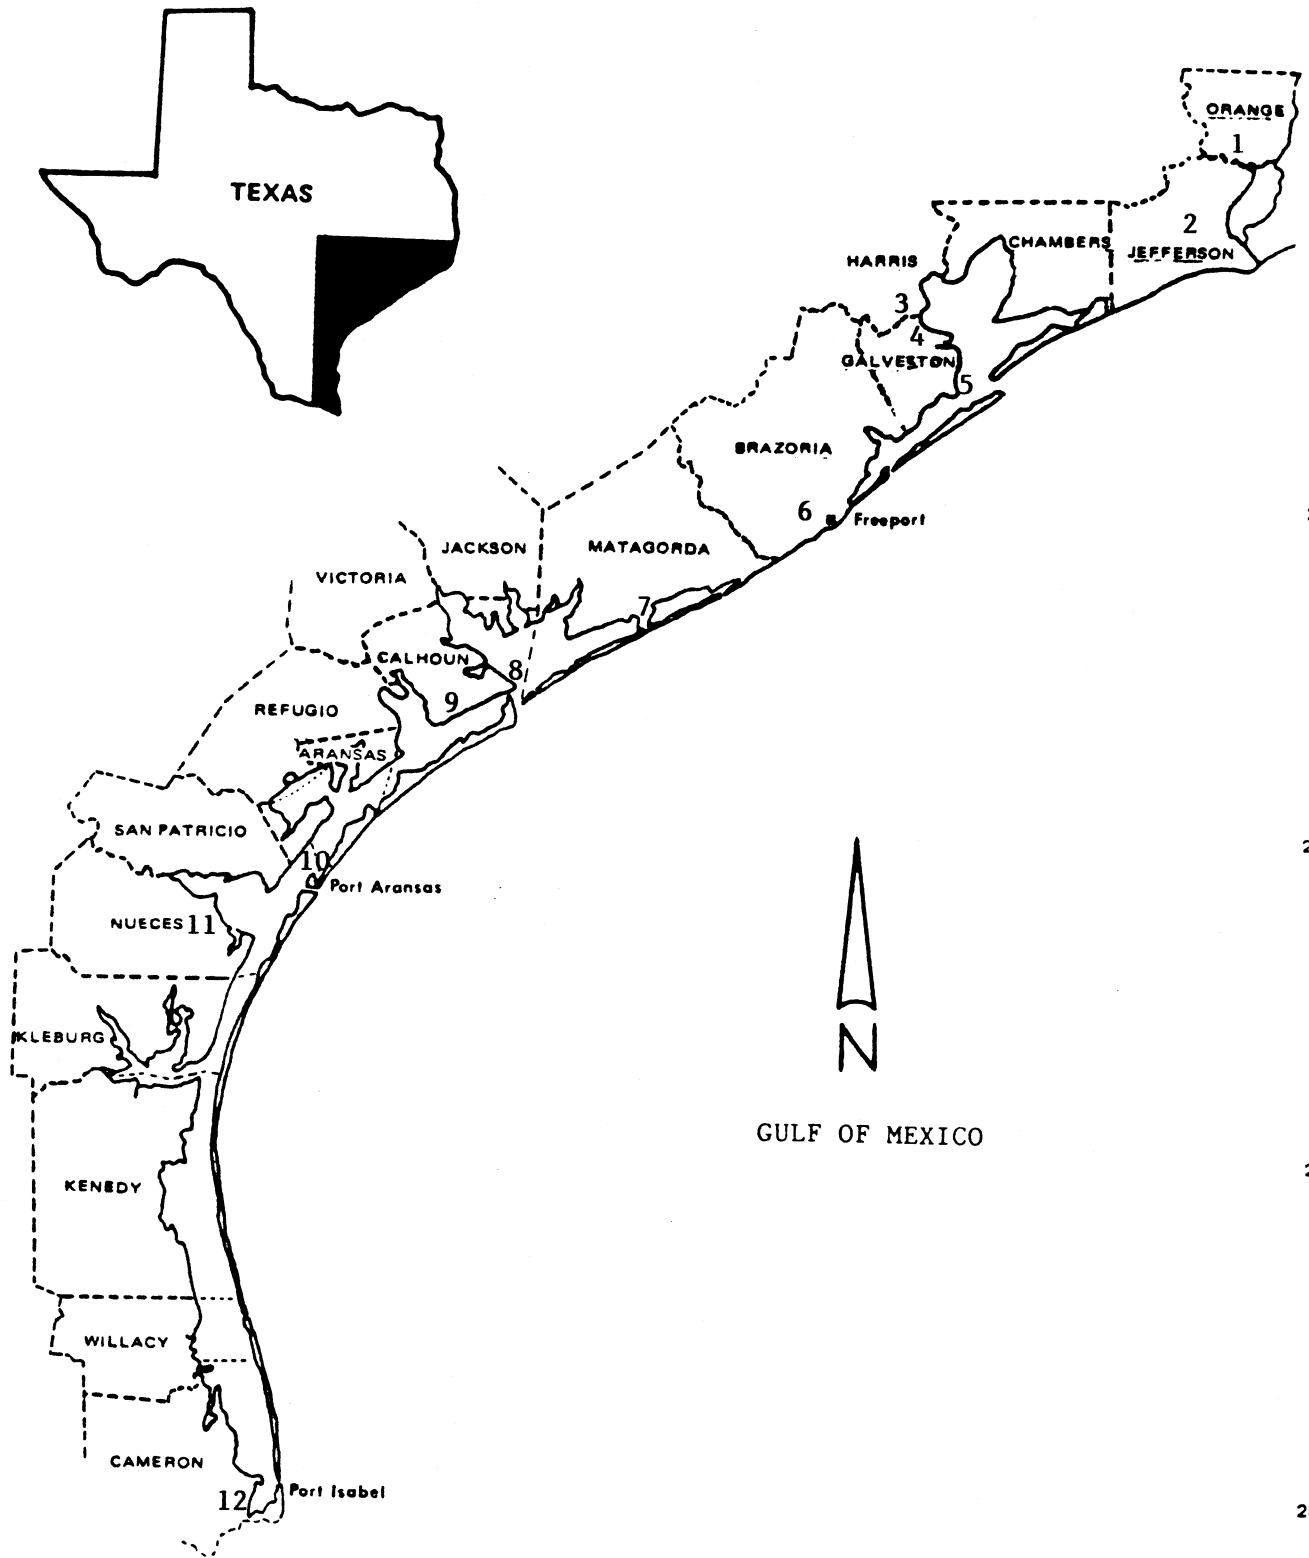 TEXAS
ORANGE
1
2
JEFFERSON
CHAMBERS
HARRIS
3
4
GALVESTON
5
BRAZORIA
6
Freeport
JACKSON
MATAGORDA
VICTORIA
7
CALHOUN
8
9
REFUGIO
ARANSAS
SAN PATRICIO
10
Port Aransas
NUECES 11
KLEBURG
N
GULF OF MEXICO
KENEDY
WILLACY
CAMERON
12
Port Isabel